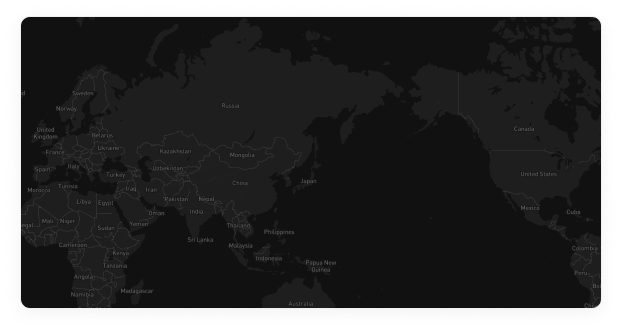 Russia
Sweden
Norway
United
Kingdom
Belarus
Ukraine
France
Canada
Kazakhstan
Mongolia
Italy
Spain
Uzbekistan
Turkey
United States
China
Japan
Morocco
Tunisia
Iraq
Iran
Pakistan
Nepal
Libya
Egypt
India
Mexico
Cuba
Oman
Mali
Niger
Yemen
Sudan
Thailand
Philippines
Sri Lanka
Cameroon
Malaysia
Colombia
Kenya
Indonesia
Tanzania
Papua New
Guinea
Peru
Angola
Madagascar
Namibia
Australia